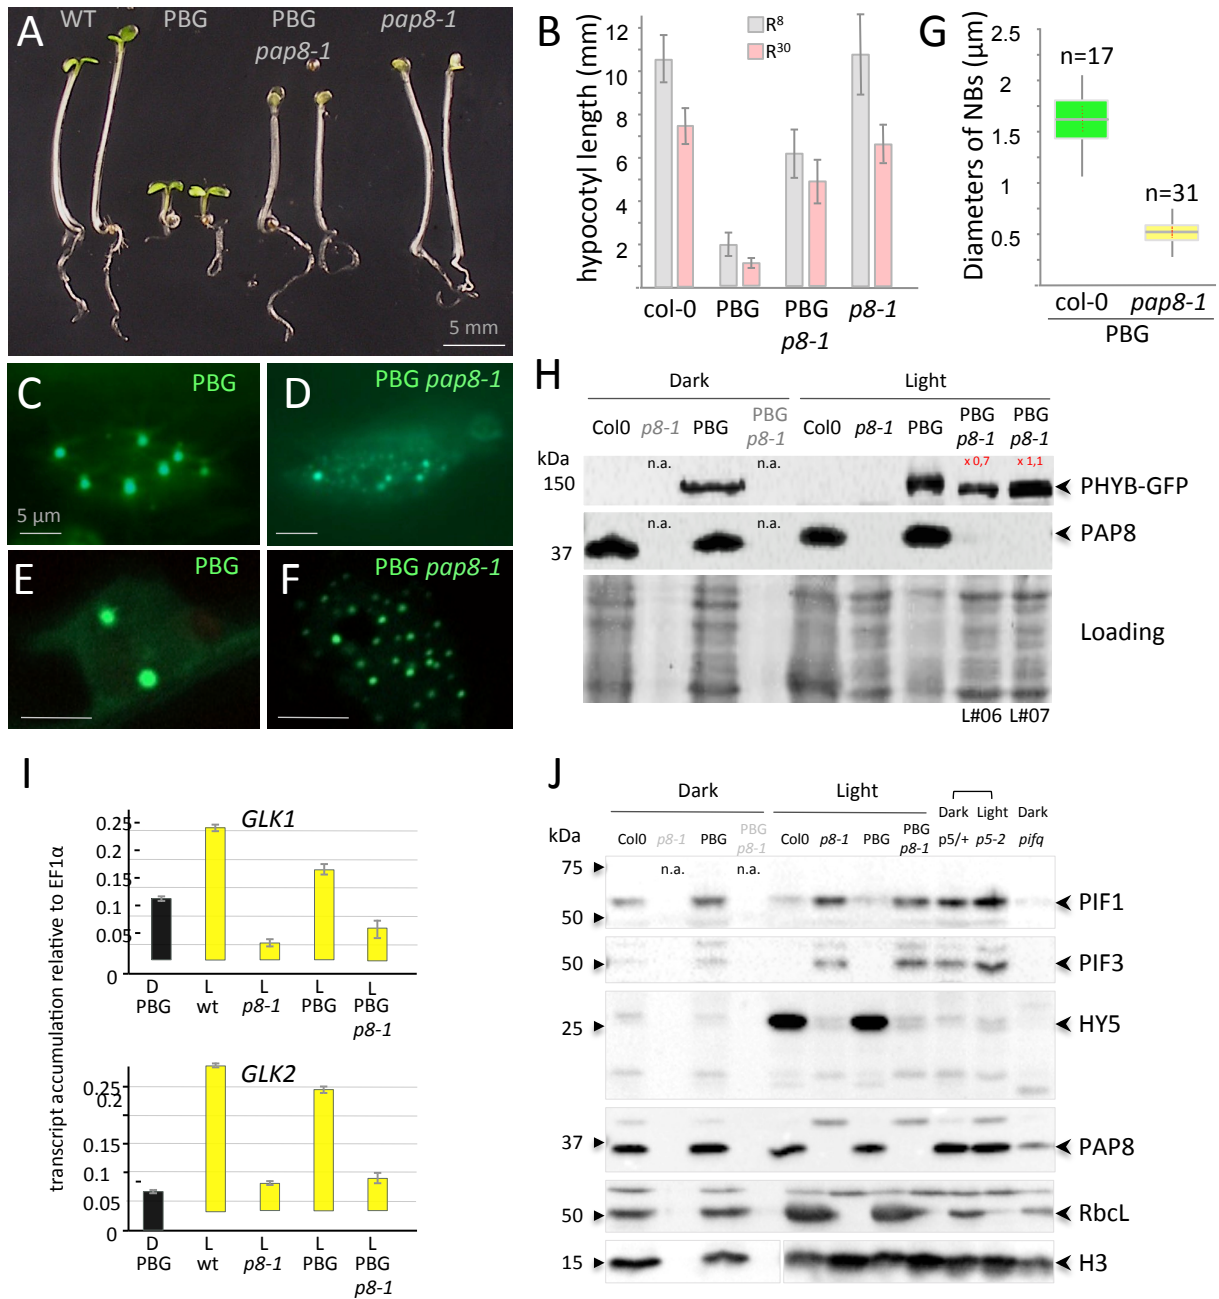 A
WT
PBG
PBG
pap8-1
pap8-1
5 mm
B
hypocotyl length (mm)
12
10
8
6
4
2
R8
R30
col-0
PBG
PBG
p8-1
p8-1
G
Diameters of NBs (µm)
2.5
2
1.5
1
0.5
0
n=17
n=31
col-0
pap8-1
PBG
C
PBG
5 µm
D
PBG pap8-1
E
PBG
F
PBG pap8-1
H
Dark
Light
Col0
p8-1
PBG
PBG
p8-1
Col0
p8-1
PBG
PBG
p8-1
PBG
p8-1
kDa
n.a.
n.a.
x 0,7
x 1,1
150
PHYB-GFP
n.a.
n.a.
37
PAP8
Loading
L#06
L#07
I
transcript accumulation relative to EF1α
GLK1
0.25
0.2
0.15
0.1
0.05
0
D
PBG
L
wt
L
p8-1
L
PBG
L
PBG
p8-1
GLK2
0.25
0.2
0.15
0.1
0.05
0
D
PBG
L
wt
L
p8-1
L
PBG
L
PBG
p8-1
J
Dark
Light
Dark
Light
Dark
kDa
Col0
p8-1
PBG
PBG
p8-1
Col0
p8-1
PBG
PBG
p8-1
p5/+
p5-2
pifq
75
n.a.
n.a.
50
PIF1
50
PIF3
25
HY5
37
PAP8
50
RbcL
15
H3